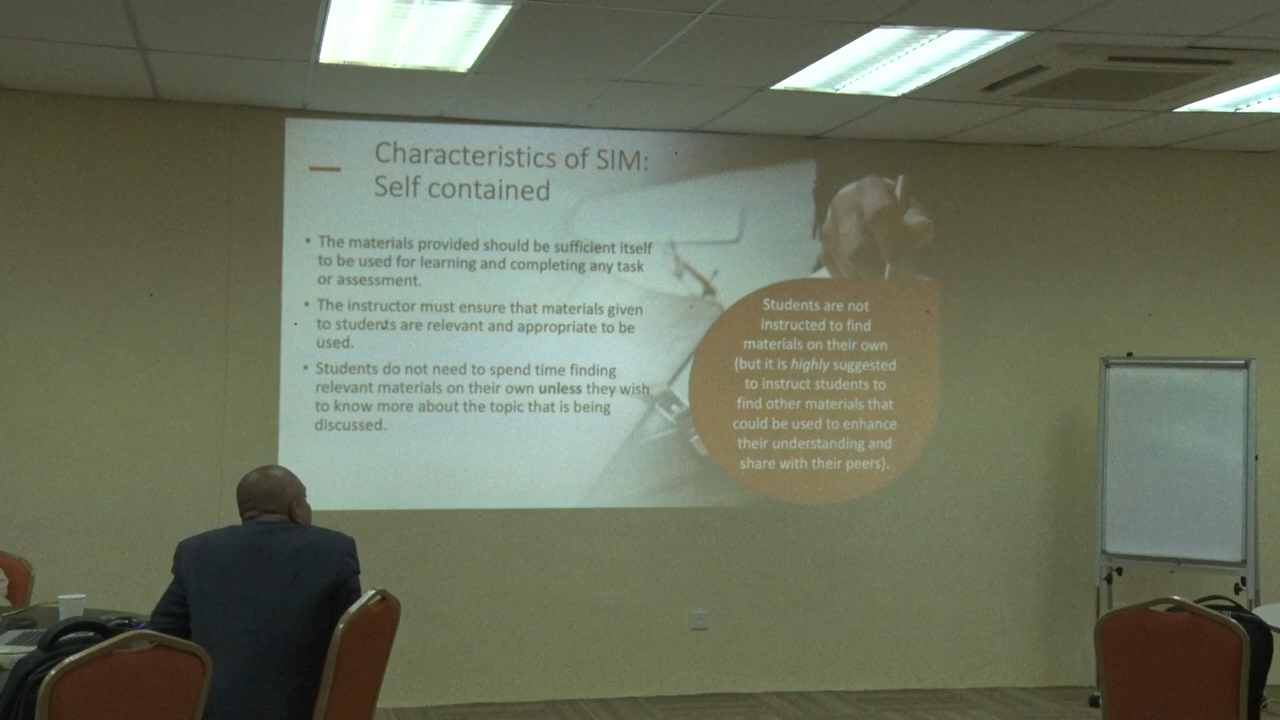 Characteristics of SIM:
Self contained
• The materials provided should be sufficient itself
to be used for learning and completing any task
or assessment.
• The instructor must ensure that materials given
to students are relevant and appropriate to be
used.
• Students do not need to spend time finding
relevant materials on their own unless they wish
to know more about the topic that is being
discussed.
Students are not
instructed to find
materials on their own
(but it is highly suggested
to instruct students to
find other materials that
could be used to enhance
their understanding and
share with their peers).